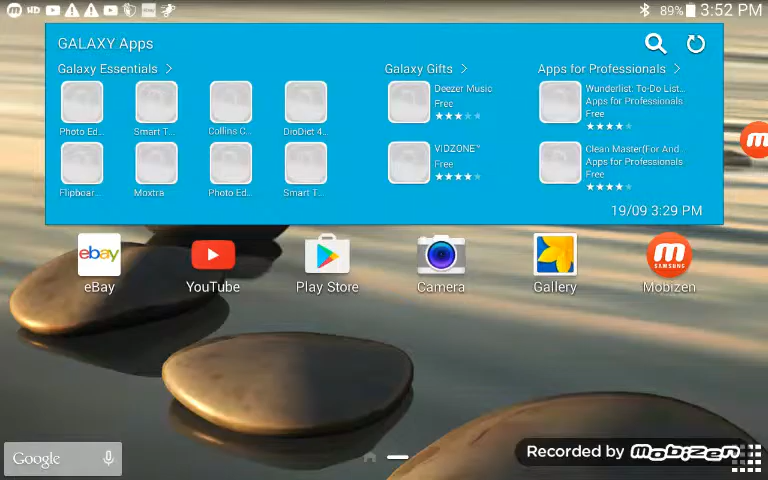 HD
89% 3:52 PM
GALAXY Apps
Galaxy Essentials >
Galaxy Gifts >
Apps for Professionals >
Photo Ed..
Smart T...
Collins C...
DioDict 4...
Deezer Music
Free
Wunderlist: To-Do List...
Apps for Professionals
Free
Flipboar..
Moxtra
Photo Ed..
Smart T...
VIDZONE™
Free
Clean Master(For And..
Apps for Professionals
Free
19/09 3:29 PM
ebay
SAMSUNG
eBay
YouTube
Play Store
Camera
Gallery
Mobizen
Google
Recorded by Mobizen